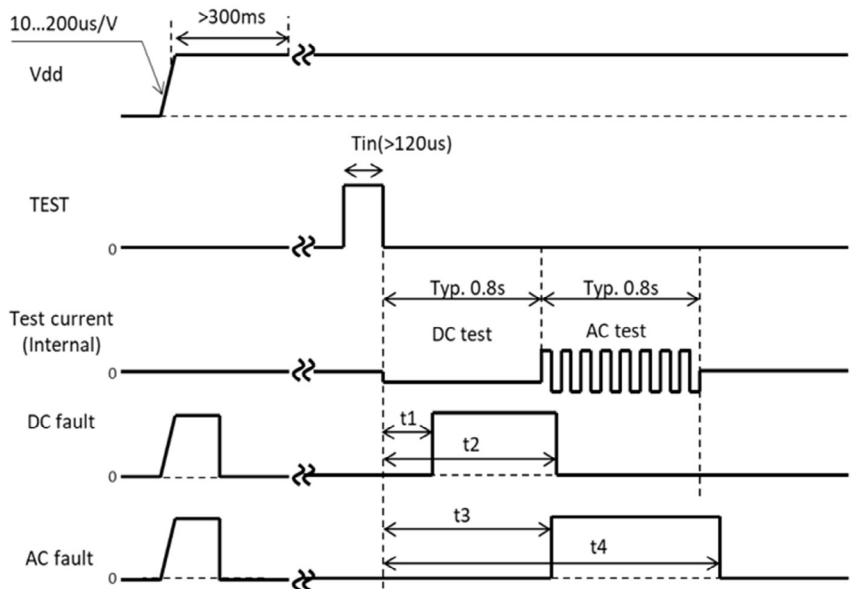 >300ms
10...200us/V
Vdd
Tin(>120us)
TEST
0
Typ. 0.8s
Typ. 0.8s
Test current
(Internal)
DC test
AC test
0
DC fault
t1
t2
0
t3
t4
AC fault
0